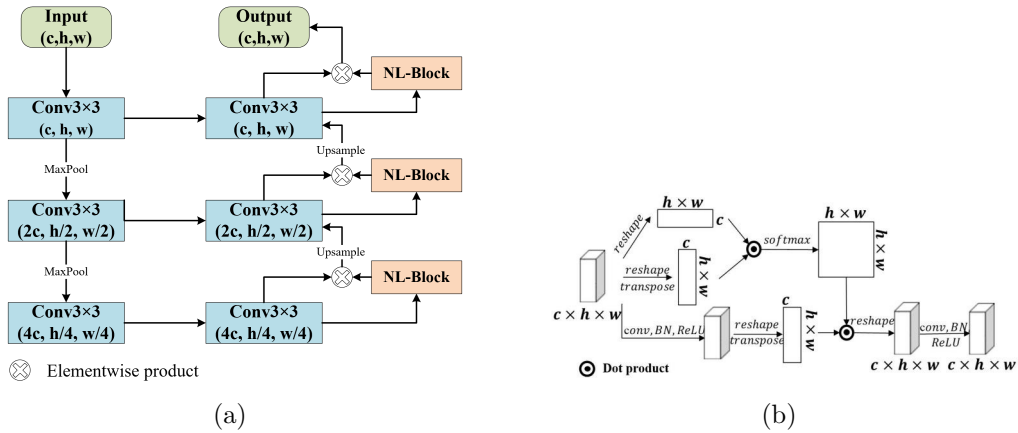 Input
(c,h,w)
Output
(c,h,w)
NL-Block
Conv3×3
(c, h, w)
Conv3×3
(c, h, w)
MaxPool
Upsample
NL-Block
Conv3×3
(2c, h/2, w/2)
Conv3×3
(2c, h/2, w/2)
MaxPool
Upsample
NL-Block
Conv3×3
(4c, h/4, w/4)
Conv3×3
(4c, h/4, w/4)
Elementwise product
(a)
h × w
c
reshape
softmax
h × w
h × w
c
h × w
reshape
transpose
c × h × w
conv,BN,ReLU
reshape
transpose
c
h × w
reshape
conv,BN
ReLU
c × h × w
c × h × w
Dot product
(b)